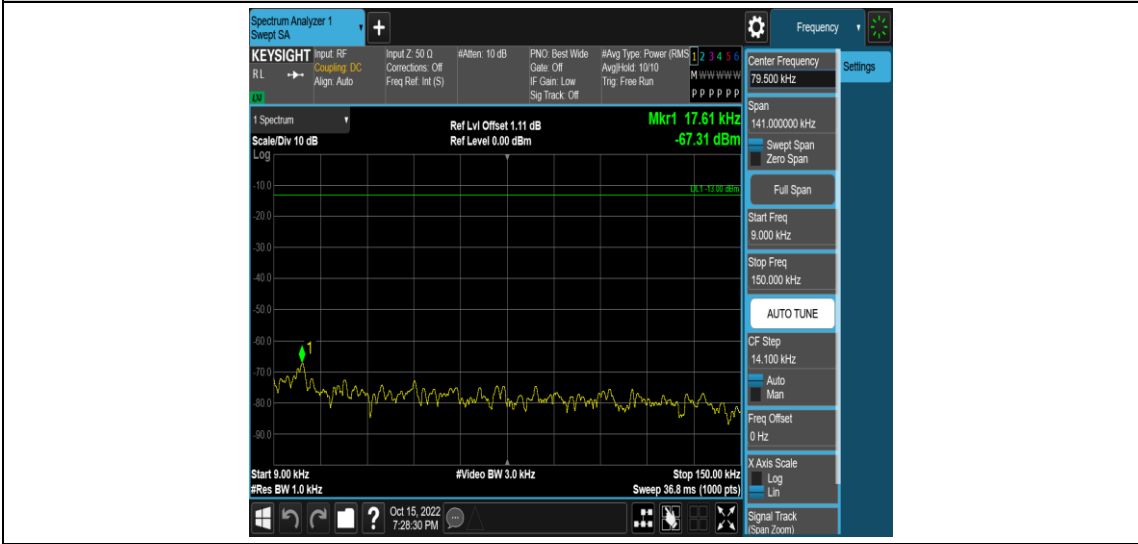 Spectrum Analyzer 1
Swept SA
+
Frequency
KEYSIGHT
RL
LW
Input: RF
Coupling: DC
Align: Auto
Input Z: 50 Ω
Corrections: Off
Freq Ref: Int (S)
#Atten: 10 dB
PNO: Best Wide
Gate: Off
IF Gain: Low
Sig Track: Off
#Avg Type: Power (RMS
Avg|Hold: 10/10
Trig: Free Run
1 2 3 4 5 6
M W W W W W
P P P P P P
Center Frequency
79.500 kHz
Settings
Span
141.000000 kHz
Swept Span
Zero Span
Full Span
Start Freq
9.000 kHz
Stop Freq
150.000 kHz
AUTO TUNE
CF Step
14.100 kHz
Auto
Man
Freq Offset
0 Hz
X Axis Scale
Log
Lin
Signal Track
(Span Zoom)
1 Spectrum
Scale/Div 10 dB
Log
Ref Lvl Offset 1.11 dB
Ref Level 0.00 dBm
Mkr1 17.61 kHz
-67.31 dBm
DL1 -13.00 dBm
-10.0
-20.0
-30.0
-40.0
-50.0
-60.0
1
-70.0
-80.0
-90.0
Start 9.00 kHz
#Video BW 3.0 kHz
Stop 150.00 kHz
#Res BW 1.0 kHz
Sweep 36.8 ms (1000 pts)
?
Oct 15, 2022
7:28:30 PM